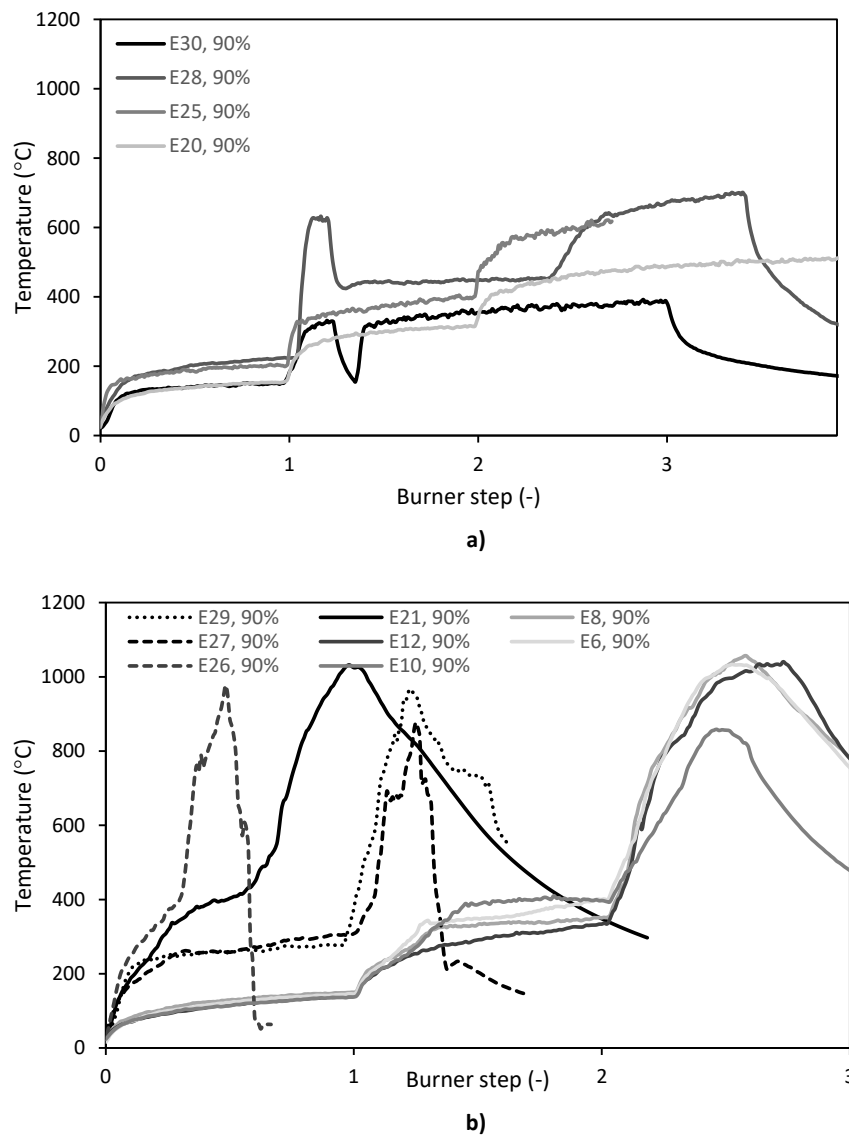 1200
1000
800
600
400
200
0
Temperature (°C)
E30, 90%
E28, 90%
E25, 90%
E20, 90%
0 1 2 3
Burner step (-)
a)
1200
1000
800
600
400
200
0
Temperature (°C)
E29, 90% E21, 90% E8, 90%
E27, 90% E12, 90% E6, 90%
E26, 90% E10, 90%
0 1 2 3
Burner step (-)
b)